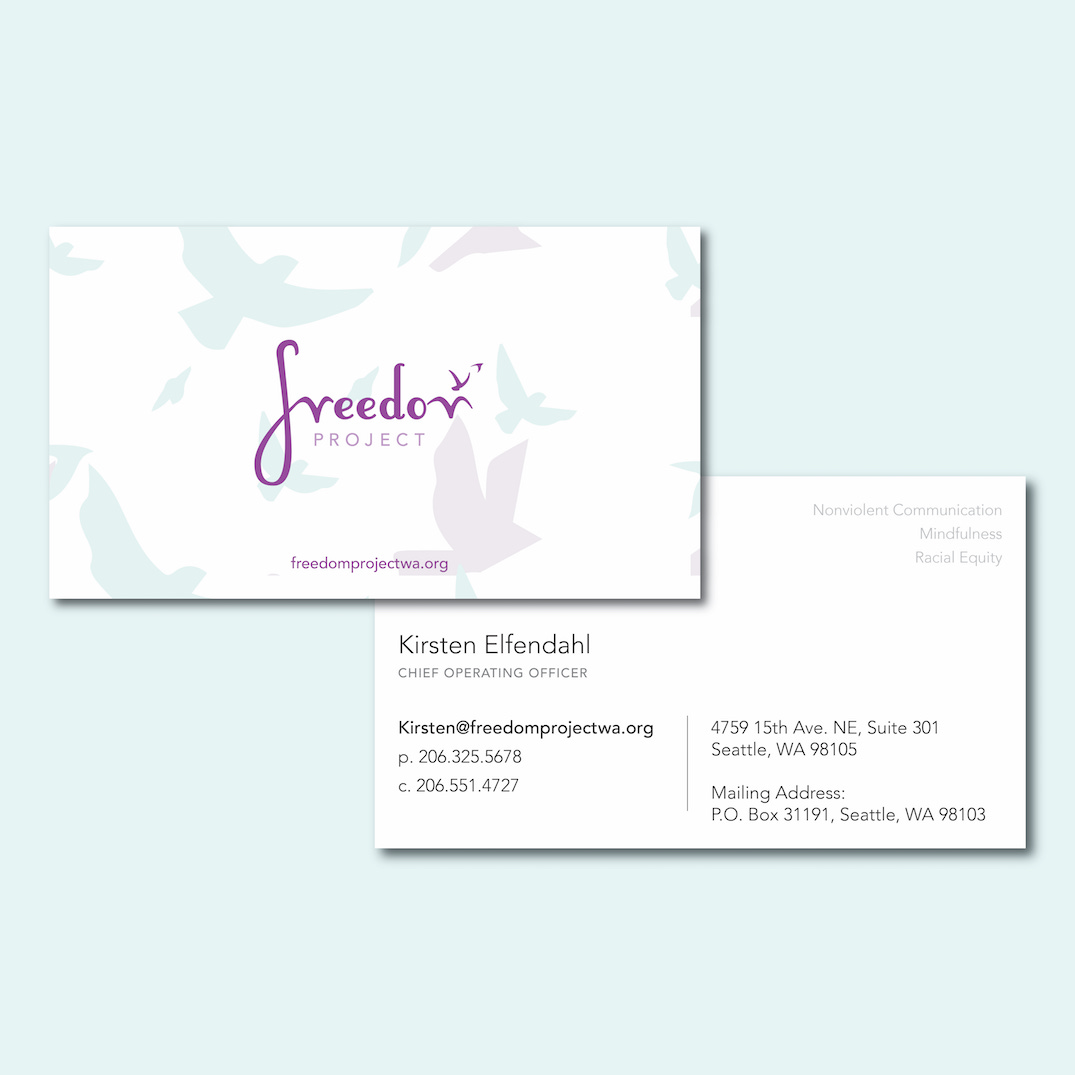 freedom
PROJECT
freedomprojectwa.org
Nonviolent Communication
Mindfulness
Racial Equity
Kirsten Elfendahl
CHIEF OPERATING OFFICER
Kirsten@freedomprojectwa.org
p. 206.325.5678
c. 206.551.4727
4759 15th Ave. NE, Suite 301
Seattle, WA 98105
Mailing Address:
P.O. Box 31191, Seattle, WA 98103